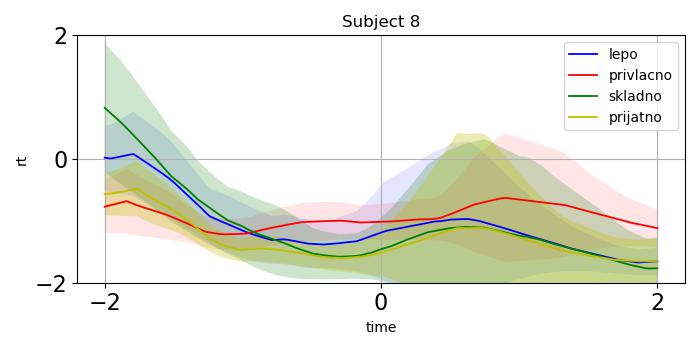 Subject 8
2
0
−2
rt
lepo
privlacno
skladno
prijatno
−2
0
2
time